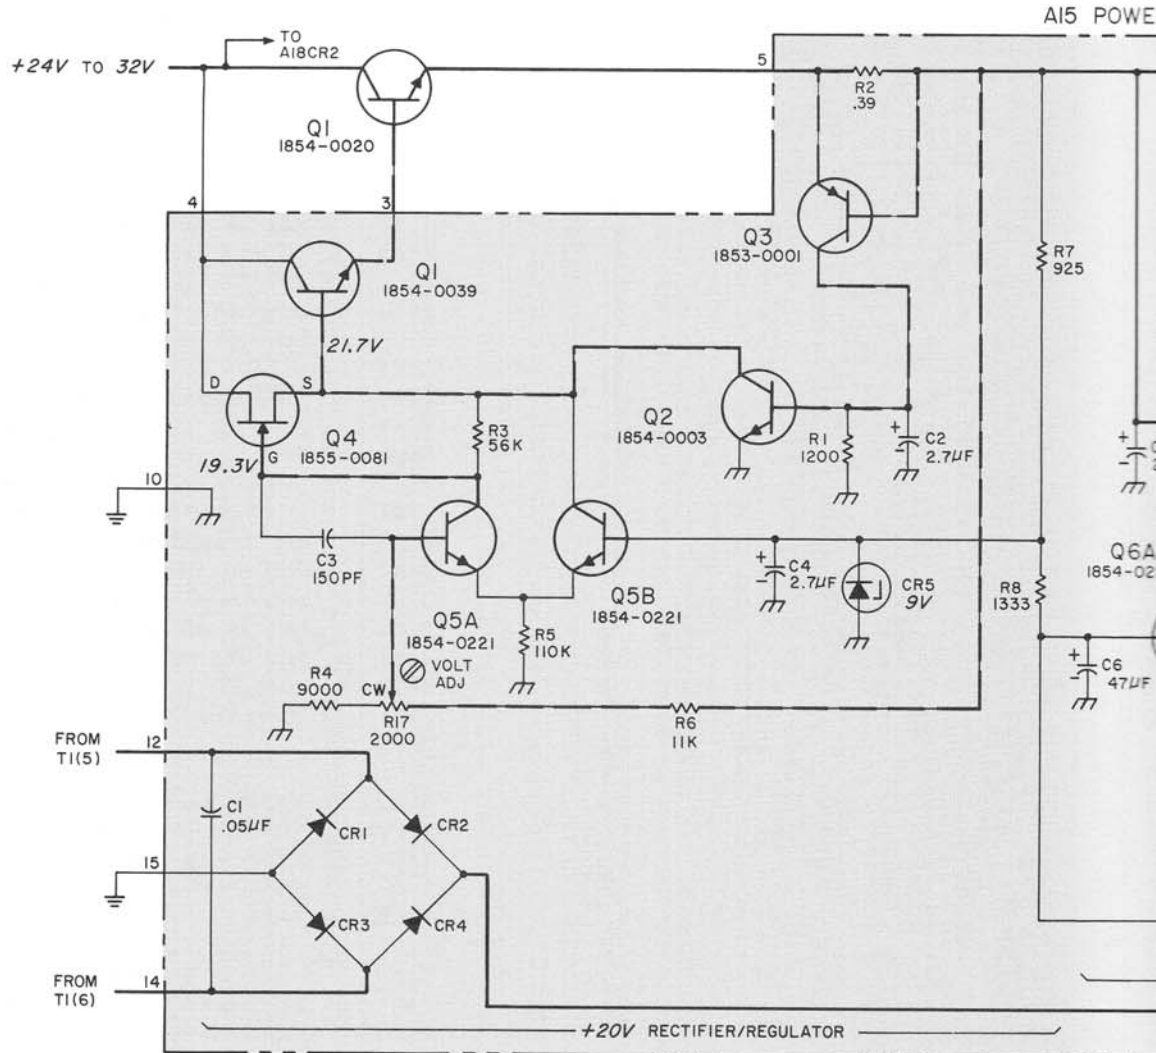 A15 POWE
TO
A18CR2
+24V TO 32V
5
R2
.39
Q1
1854-0020
4
3
Q3
1853-0001
R7
925
Q1
1854-0039
21.7V
D
S
R3
56K
Q4
1855-0081
G
19.3V
Q2
1854-0003
R1
1200
+
-
C2
2.7μF
+
-
10
C3
150PF
+
-
C4
2.7μF
CR5
9V
R8
1333
Q6A
1854-02
Q5A
1854-0221
R5
110K
Q5B
1854-0221
VOLT
ADJ
+
-
C6
47μF
R4
9000
CW
R17
2000
R6
11K
FROM
T1(5)
12
C1
.05μF
CR1
CR2
15
CR3
CR4
FROM
T1(6)
14
+20V RECTIFIER/REGULATOR